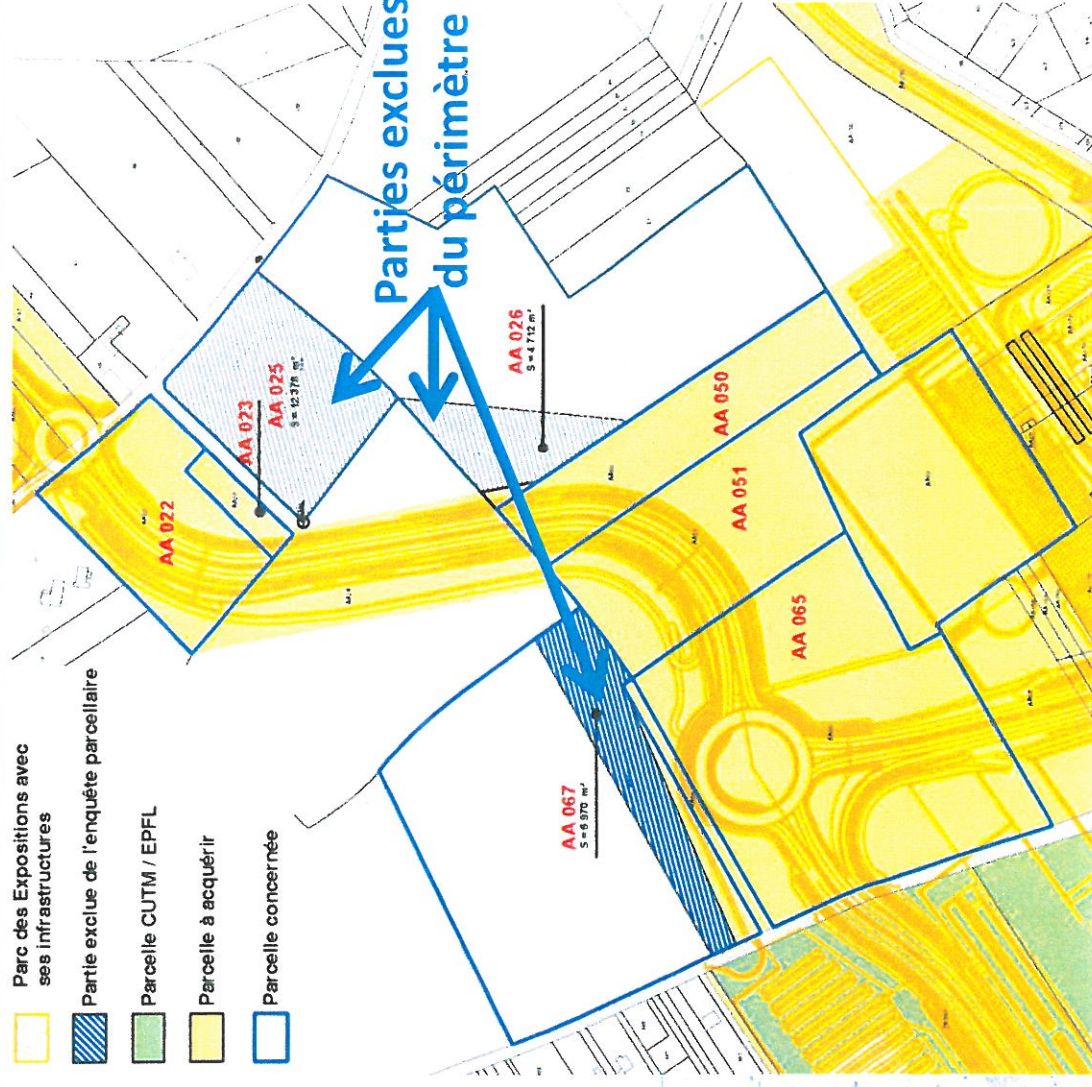 Parc des Expositions avec
ses infrastructures
Partie exclue de l'enquête parcellaire
Parcelle CUTM / EPFL
Parcelle à acquérir
Parcelle concernée
Parties exclues
du périmètre
AA 022
AA 023
AA 025
S = 12 378 m²
AA 026
S = 4 712 m²
AA 050
AA 051
AA 065
AA 067
S = 6 970 m²